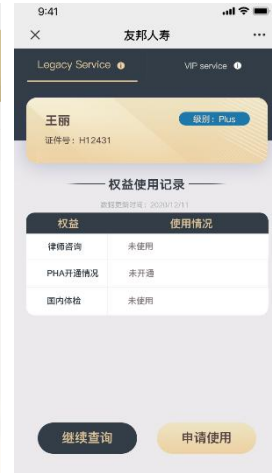 9:41
友邦人寿
Legacy Service
VIP service
王丽
级别：Plus
证件号：H12431
权益使用记录
数据更新时间：2020/12/11
权益 使用情况
律师咨询 未使用
PHA开通情况 未开通
国内体检 未使用
继续查询 申请使用